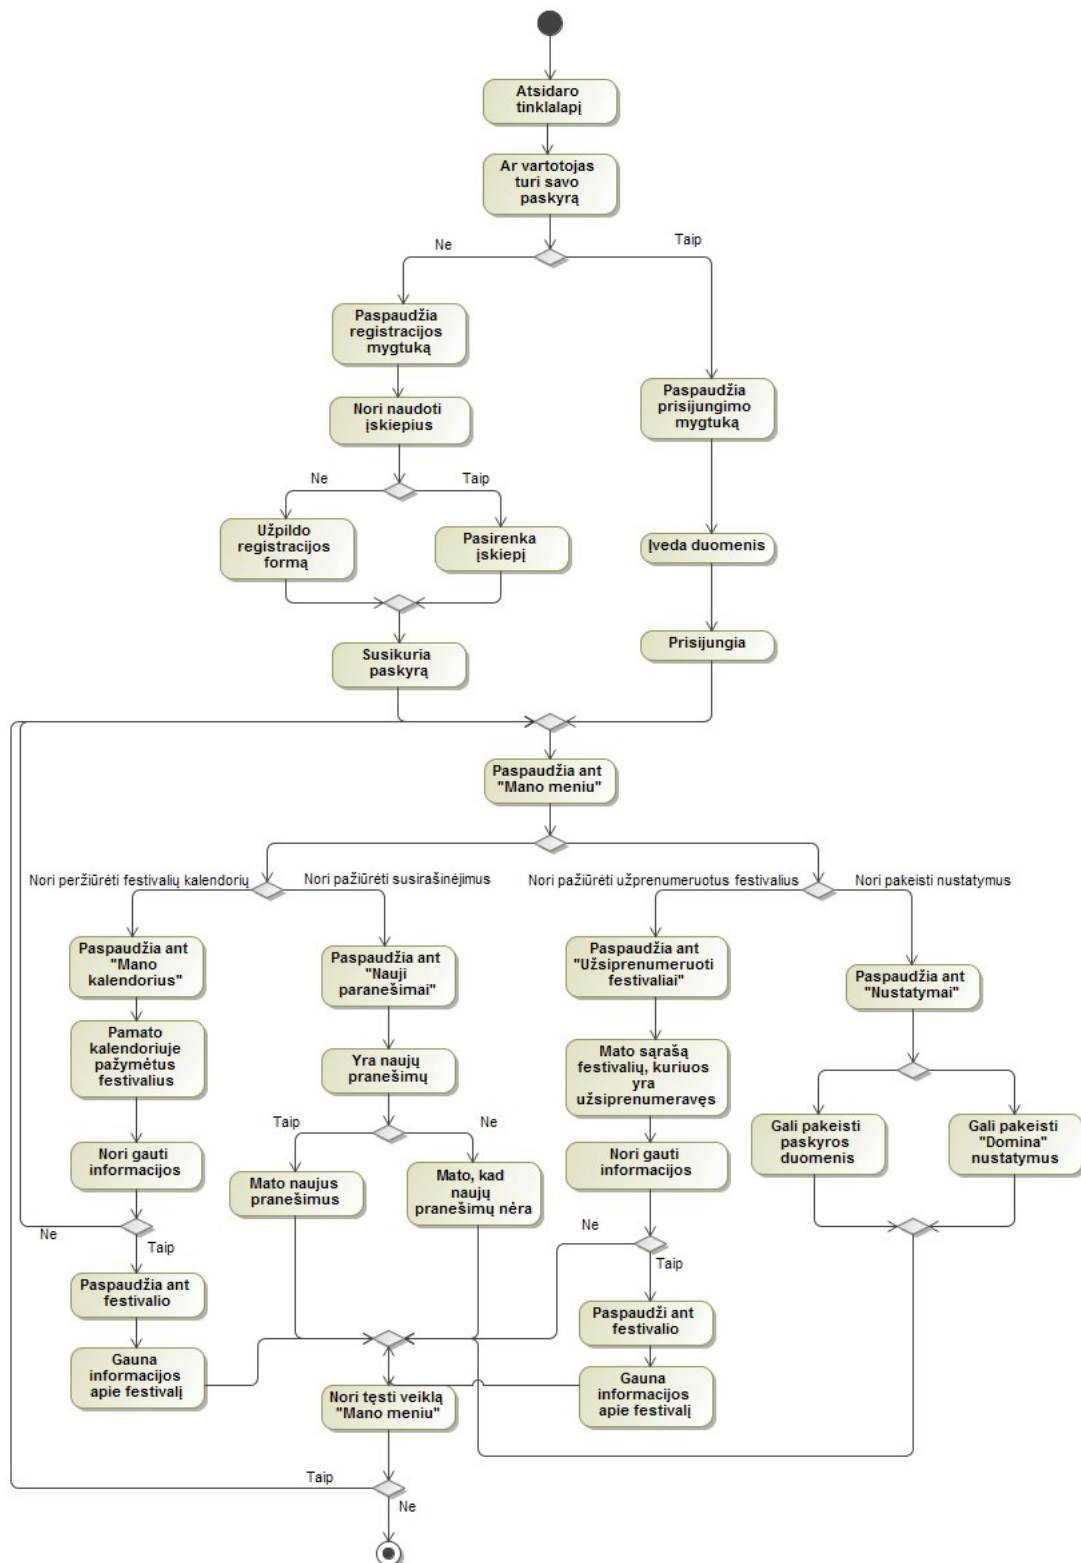 Atsidaro
tinklalapį
Ar vartotojas
turi savo
paskyrą
Ne
Taip
Paspaudžia
registracijos
mygtuką
Paspaudžia
prisijungimo
mygtuką
Nori naudoti
įskiepius
Ne
Taip
Užpildo
registracijos
formą
Pasirenka
įskiepį
Įveda duomenis
Susikuria
paskyrą
Prisijungia
Paspaudžia ant
"Mano meniu"
Nori peržiūrėti festivalių kalendorių
Nori pažiūrėti susirašinėjimus
Nori pažiūrėti užprenumeruotus festivalius
Nori pakeisti nustatymus
Paspaudžia ant
"Mano
kalendorius"
Paspaudžia ant
"Nauji
paranešimai"
Paspaudžia ant
"Užsiprenumeruoti
festivaliai"
Paspaudžia ant
"Nustatymai"
Pamato
kalendoriuje
pažymėtus
festivalius
Yra naujų
pranešimų
Mato sąrašą
festivalių, kuriuos
yra
užsiprenumeravęs
Taip
Ne
Gali pakeisti
paskyros
duomenis
Gali pakeisti
"Domina"
nustatymus
Nori gauti
informacijos
Mato naujus
pranešimus
Mato, kad
naujų
pranešimų nėra
Nori gauti
informacijos
Ne
Taip
Ne
Taip
Paspaudžia ant
festivalio
Paspaudži ant
festivalio
Gauna
informacijos
apie festivalį
Nori tęsti veiklą
"Mano meniu"
Gauna
informacijos
apie festivalį
Taip
Ne